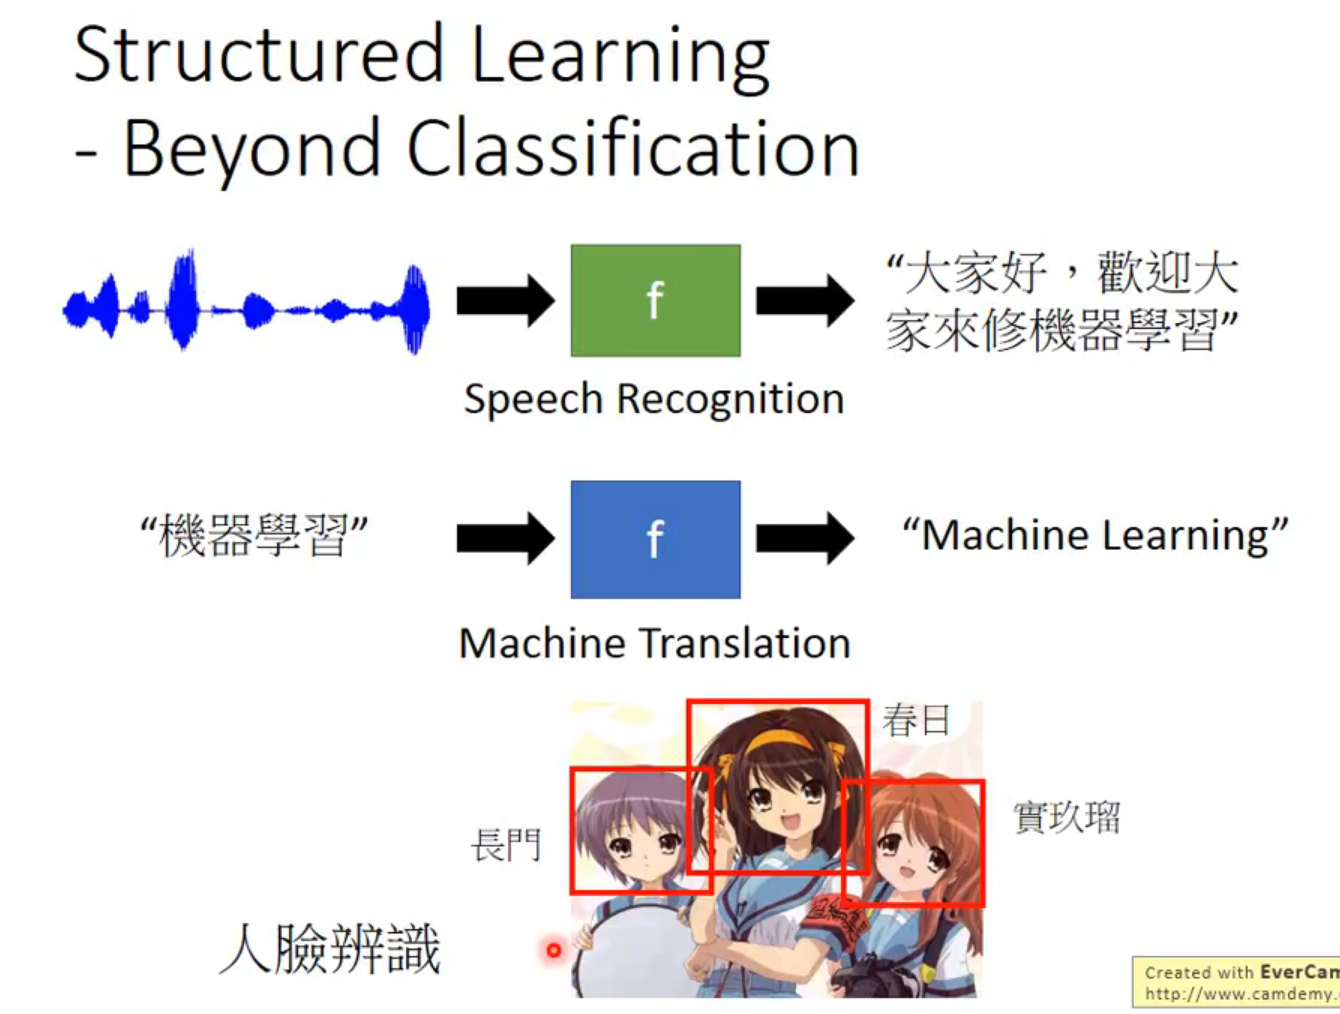 Structured Learning
- Beyond Classification
f
“大家好，歡迎大
家來修機器學習”
Speech Recognition
“機器學習”
f
“Machine Learning”
Machine Translation
春日
長門
實玖瑠
人臉辨識
Created with EverCam
http://www.camdemy.